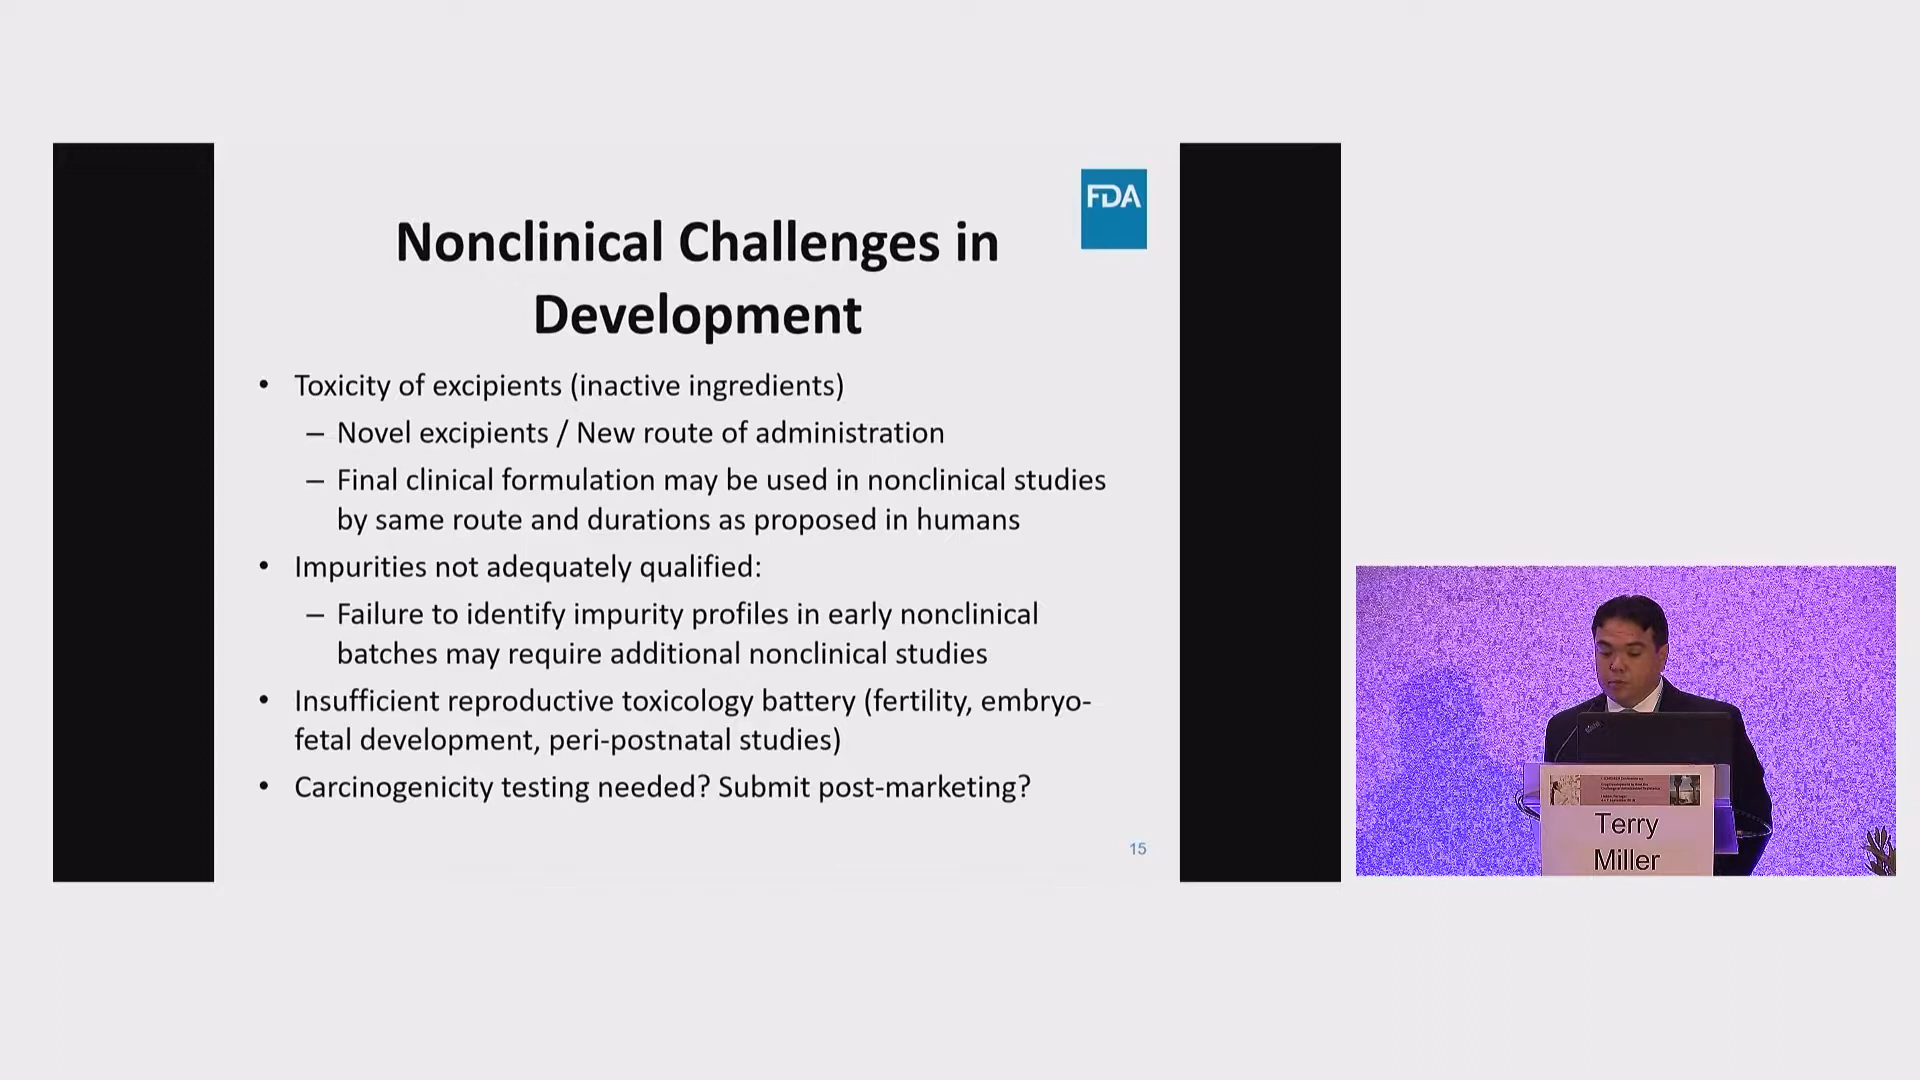 FDA
Nonclinical Challenges in
Development
• Toxicity of excipients (inactive ingredients)
– Novel excipients / New route of administration
– Final clinical formulation may be used in nonclinical studies
by same route and durations as proposed in humans
• Impurities not adequately qualified:
– Failure to identify impurity profiles in early nonclinical
batches may require additional nonclinical studies
• Insufficient reproductive toxicology battery (fertility, embryo-
fetal development, peri-postnatal studies)
• Carcinogenicity testing needed? Submit post-marketing?
15
Terry
Miller